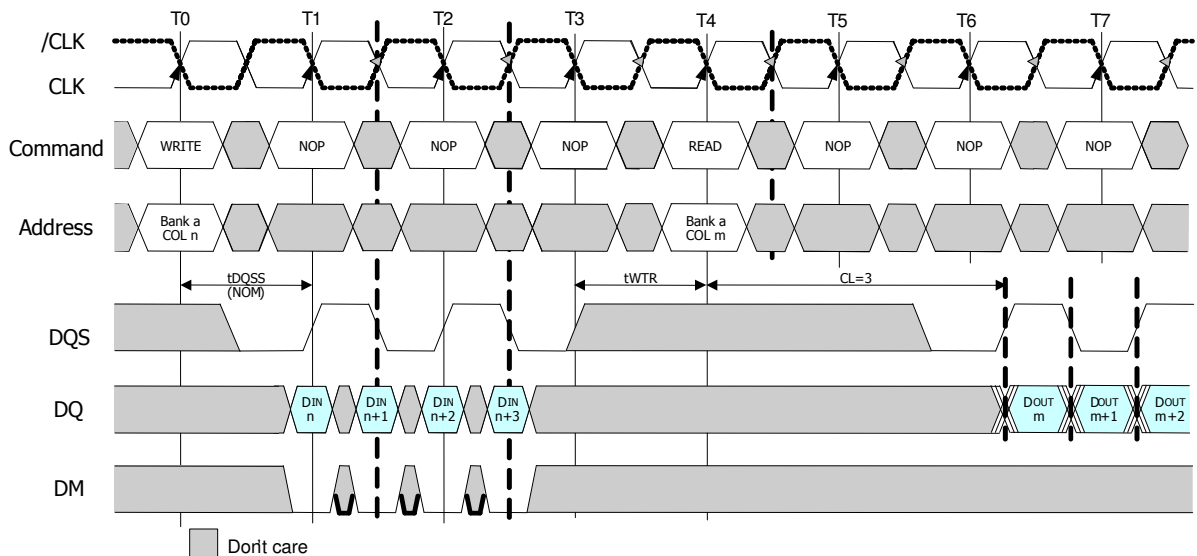 T0 T1 T2 T3 T4 T5 T6 T7
/CLK
CLK
Command WRITE NOP NOP NOP READ NOP NOP NOP
Address Bank a Bank a
COL n COL m
tDQSS tWTR CL=3
(NOM)
DQS
DQ DIN DIN DIN DIN DOUT DOUT DOUT
n n+1 n+2 n+3 m m+1 m+2
DM
Don't care